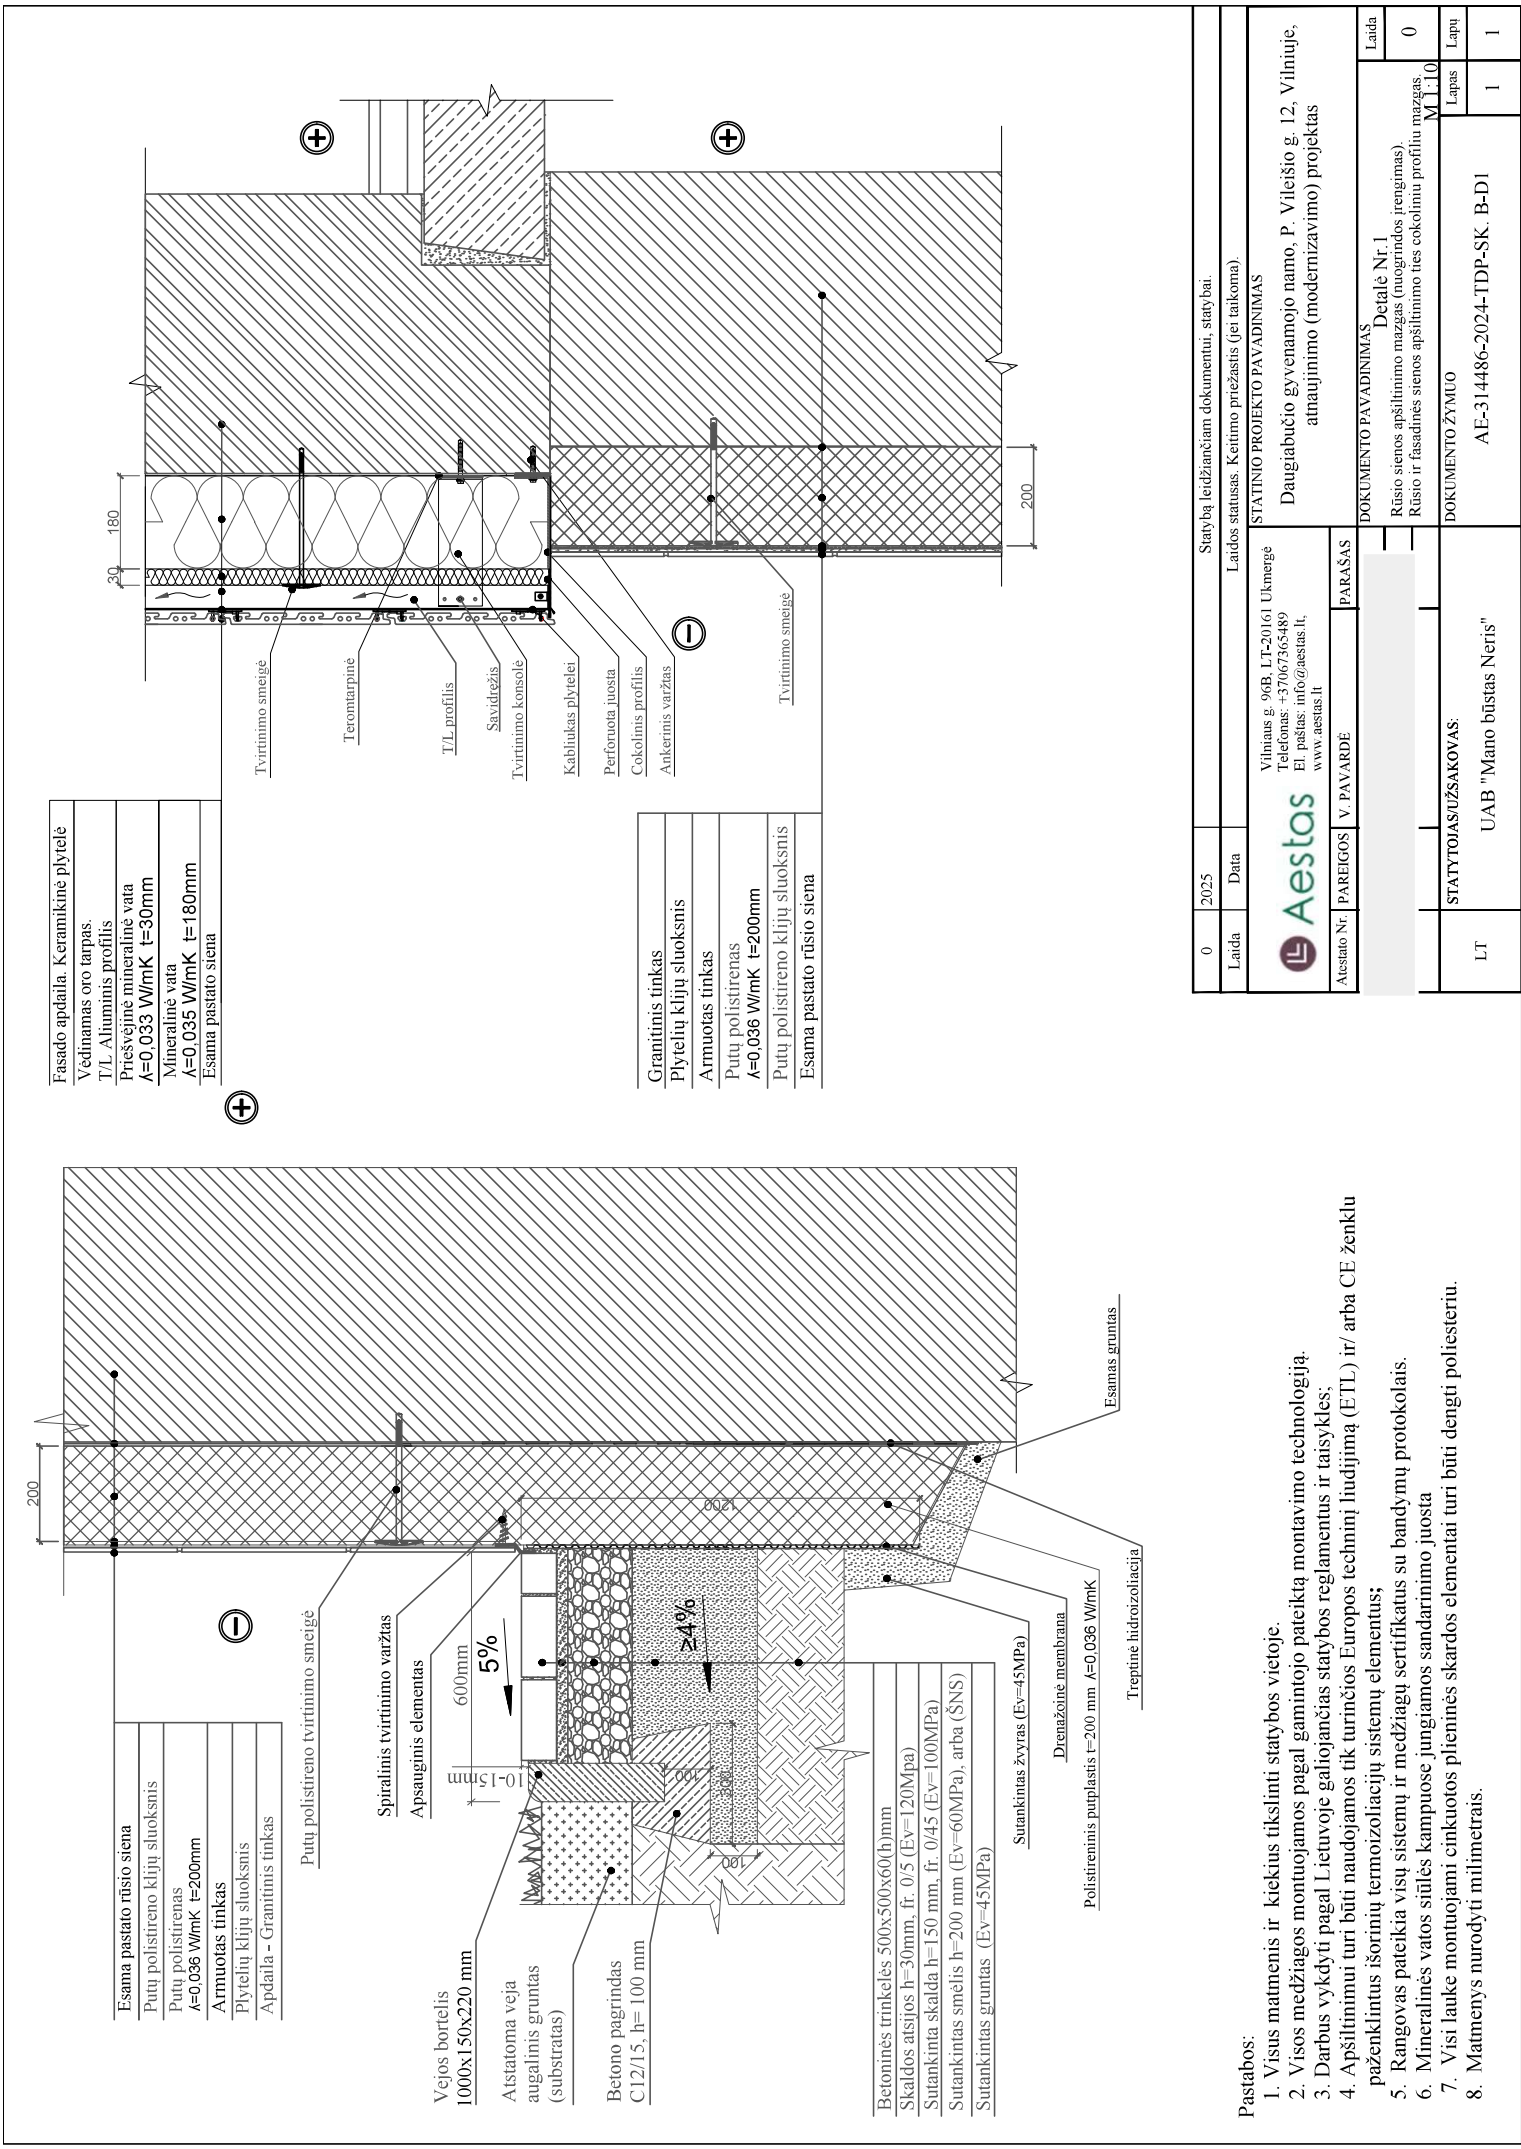 Esama pastato rūsio siena
Putų polistireno klijų sluoksnis
Putų polistirenas
λ=0,036 W/mK t=200mm
Armuotas tinkas
Plytelių klijų sluoksnis
Apdaila - Granitinis tinkas
200
Putų polistireno tvirtinimo smeigė
Spiralinis tvirtinimo varžtas
Apsauginis elementas
600mm
5%
10-15mm
≥4%
1200
100
300
100
Vejos bortelis
1000x150x220 mm
Atstatoma veja
augalinis gruntas
(substratas)
Betono pagrindas
C12/15, h= 100 mm
Betoninės trinkelės 500x500x60(h)mm
Skaldos atsijos h=30mm, fr. 0/5 (Ev=120Mpa)
Sutankinta skalda h=150 mm, fr. 0/45 (Ev=100MPa)
Sutankintas smėlis h=200 mm (Ev=60MPa), arba (ŠNS)
Sutankintas gruntas (Ev=45MPa)
Sutankintas žvyras (Ev=45MPa)
Drenažoinė membrana
Polistireninis putplastis t=200 mm λ=0,036 W/mK
Treptinė hidroizoliacija
Esamas gruntas
Fasado apdaila. Keramikinė plytelė
Vėdinamas oro tarpas.
T/L Aliuminis profilis
Priešvėjinė mineralinė vata
λ=0,033 W/mK t=30mm
Mineralinė vata
λ=0,035 W/mK t=180mm
Esama pastato siena
30
180
Tvirtinimo smeigė
Teromtarpinė
T/L profilis
Savidręžis
Tvirtinimo konsolė
Kabliukas plytelei
Perforuota juosta
Cokolinis profilis
Ankerinis varžtas
Tvirtinimo smeigė
200
Granitinis tinkas
Plytelių klijų sluoksnis
Armuotas tinkas
Putų polistirenas
λ=0,036 W/mK t=200mm
Putų polistireno klijų sluoksnis
Esama pastato rūsio siena
Pastabos:
1. Visus matmenis ir kiekius tikslinti statybos vietoje.
2. Visos medžiagos montuojamos pagal gamintojo pateiktą montavimo technologiją.
3. Darbus vykdyti pagal Lietuvoje galiojančias statybos reglamentus ir taisykles;
4. Apšiltinimui turi būti naudojamos tik turinčios Europos techninį liudijimą (ETL) ir/ arba CE ženklu
paženklintus išorinių termoizoliacijų sistemų elementus;
5. Rangovas pateikia visų sistemų ir medžiagų sertifikatus su bandymų protokolais.
6. Mineralinės vatos siūlės kampuose jungiamos sandarinimo juosta
7. Visi lauke montuojami cinkuotos plieninės skardos elementai turi būti dengti poliesteriu.
8. Matmenys nurodyti milimetrais.
0 2025 Statybą leidžiančiam dokumentui, statybai.
Laida Data Laidos statusas. Keitimo priežastis (jei taikoma).
Aestas
Vilniaus g. 96B, LT-20161 Ukmergė
Telefonas: +37067365489
El. paštas: info@aestas.lt,
www.aestas.lt
STATINIO PROJEKTO PAVADINIMAS
Daugiabučio gyvenamojo namo, P. Vileišio g. 12, Vilniuje,
atnaujinimo (modernizavimo) projektas
Atestato Nr. PAREIGOS V. PAVARDĖ PARAŠAS
DOKUMENTO PAVADINIMAS
Detalė Nr.1
Rūsio sienos apšiltinimo mazgas (nuogrindos įrengimas).
Rūsio ir fasadinės sienos apšiltinimo ties cokoliniu profiliu mazgas.
M 1:10
Laida
0
LT
STATYTOJAS/UŽSAKOVAS:
UAB "Mano būstas Neris"
DOKUMENTO ŽYMUO
AE-314486-2024-TDP-SK. B-D1
Lapas Lapų
1 1